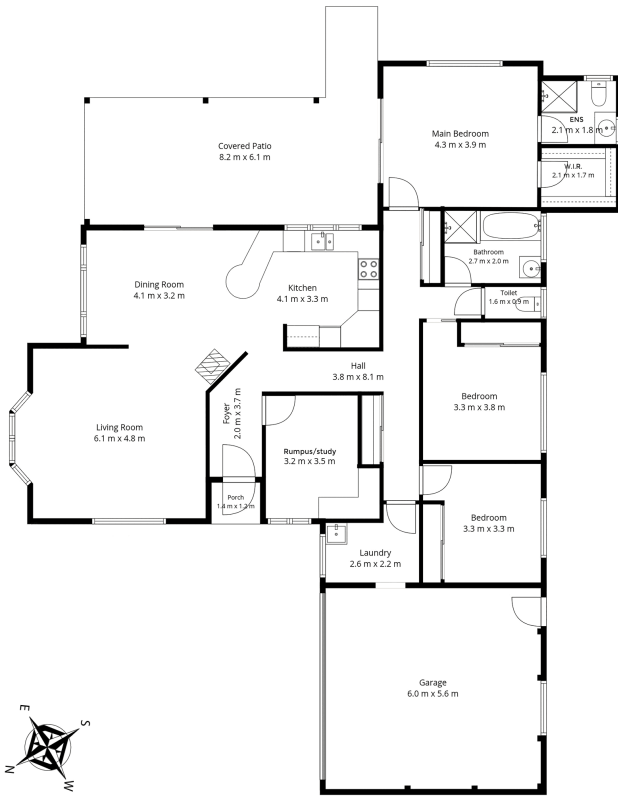 Main Bedroom
4.3 m x 3.9 m
ENS
2.1 m x 1.8 m
W.I.R.
2.1 m x 1.7 m
Covered Patio
8.2 m x 6.1 m
Bathroom
2.7 m x 2.0 m
Dining Room
4.1 m x 3.2 m
Kitchen
4.1 m x 3.3 m
Toilet
1.6 m x 0.9 m
Hall
3.8 m x 8.1 m
Living Room
6.1 m x 4.8 m
Foyer
2.0 m x 3.7 m
Bedroom
3.3 m x 3.8 m
Rumpus/study
3.2 m x 3.5 m
Porch
1.8 m x 1.2 m
Bedroom
3.3 m x 3.3 m
Laundry
2.6 m x 2.2 m
Garage
6.0 m x 5.6 m
E
S
N
W